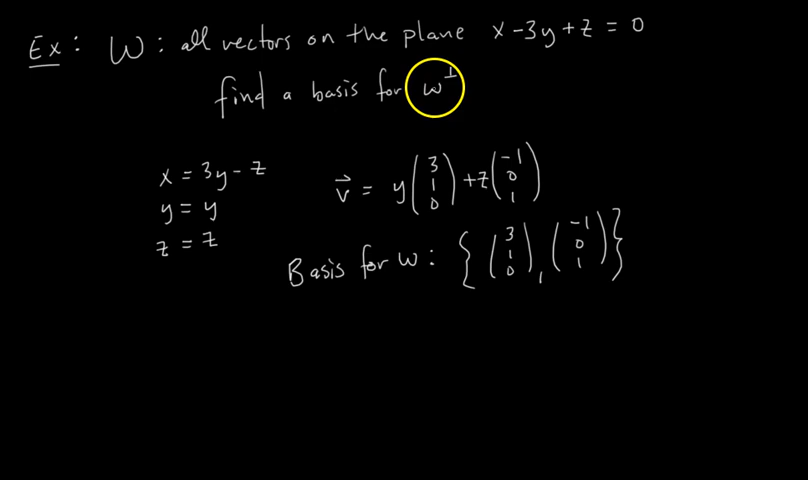 Ex: W: all vectors on the plane x - 3y + z = 0
find a basis for W⊥
x = 3y - z
y = y
z = z
v⃗ = y(3 1 0) + z(-1 0 1)
Basis for W: {(3 1 0), (-1 0 1)}